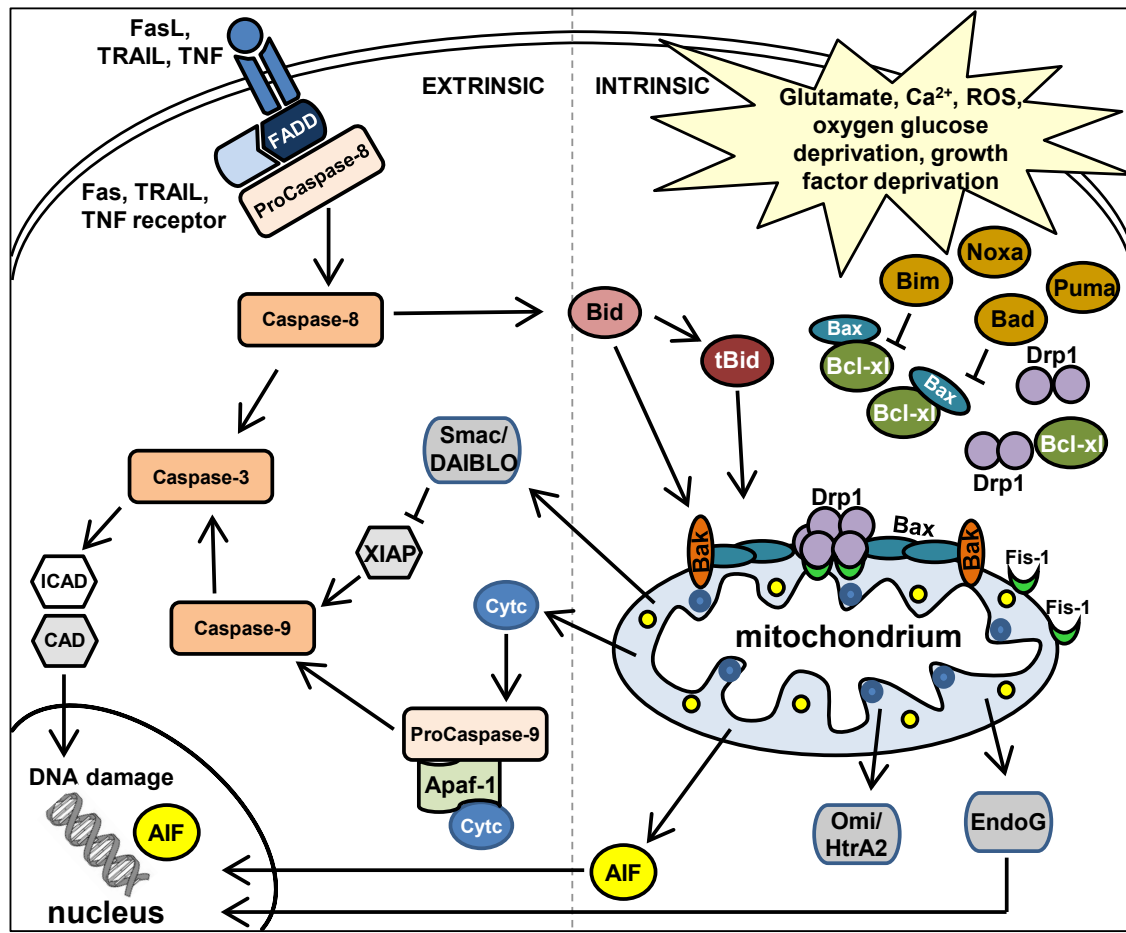 FasL,
TRAIL, TNF
EXTRINSIC
INTRINSIC
Glutamate, Ca²⁺, ROS,
oxygen glucose
deprivation, growth
factor deprivation
FADD
ProCaspase-8
Fas, TRAIL,
TNF receptor
Noxa
Bim
Puma
Bad
Caspase-8
Bid
tBid
Bax
Bcl-xl
Bax
Bcl-xl
Drp1
Bcl-xl
Drp1
Smac/
DAIBLO
Caspase-3
XIAP
Drp1
Bax
Bak
Bak
Fis-1
Fis-1
ICAD
CAD
Caspase-9
Cytc
mitochondrium
ProCaspase-9
Apaf-1
Cytc
DNA damage
AIF
nucleus
AIF
Omi/
HtrA2
EndoG